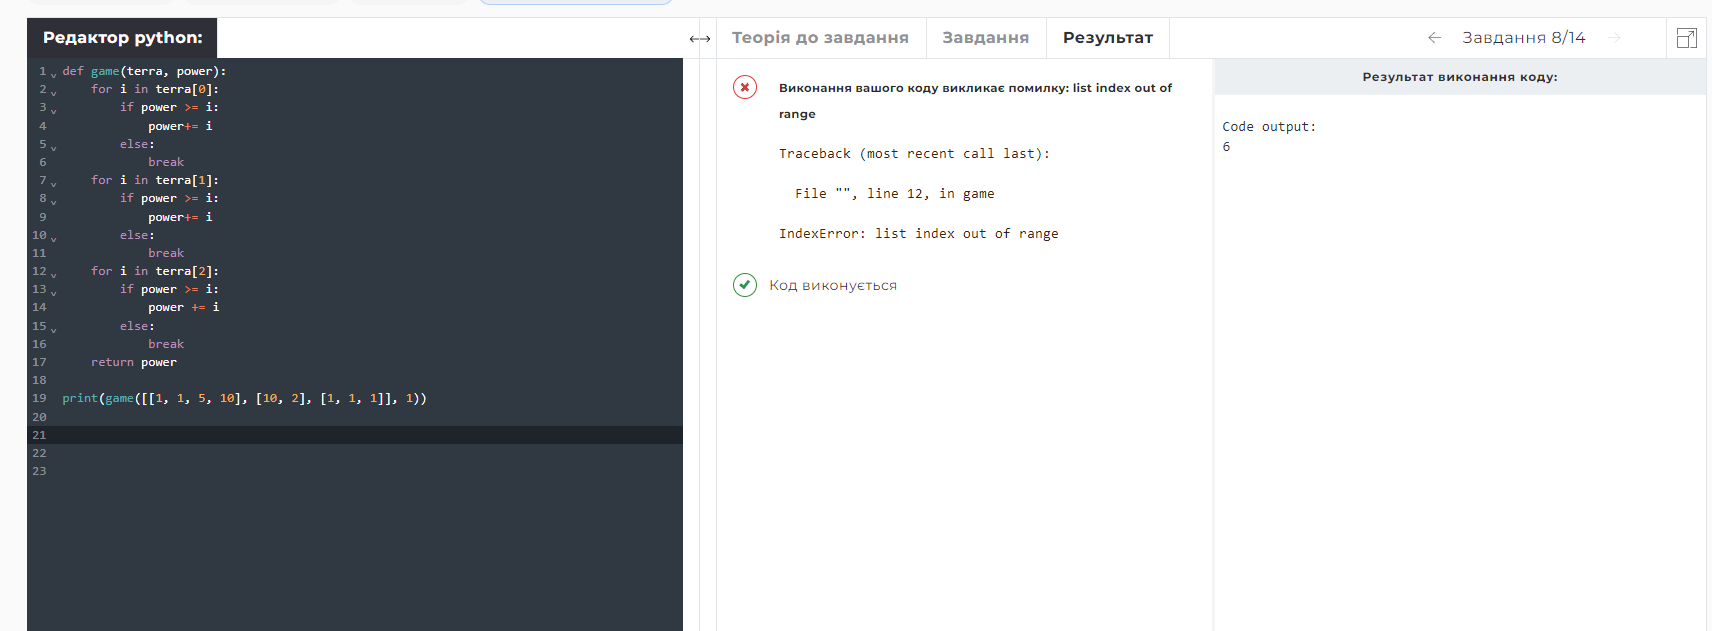 Редактор python:
1 def game(terra, power):
2 for i in terra[0]:
3 if power >= i:
4 power+= i
5 else:
6 break
7 for i in terra[1]:
8 if power >= i:
9 power+= i
10 else:
11 break
12 for i in terra[2]:
13 if power >= i:
14 power += i
15 else:
16 break
17 return power
18
19 print(game([[1, 1, 5, 10], [10, 2], [1, 1, 1]], 1))
20
21
22
23
Теорія до завдання
Завдання
Результат
Завдання 8/14
Виконання вашого коду викликає помилку: list index out of
range
Traceback (most recent call last):
File "", line 12, in game
IndexError: list index out of range
Код виконується
Результат виконання коду:
Code output:
6